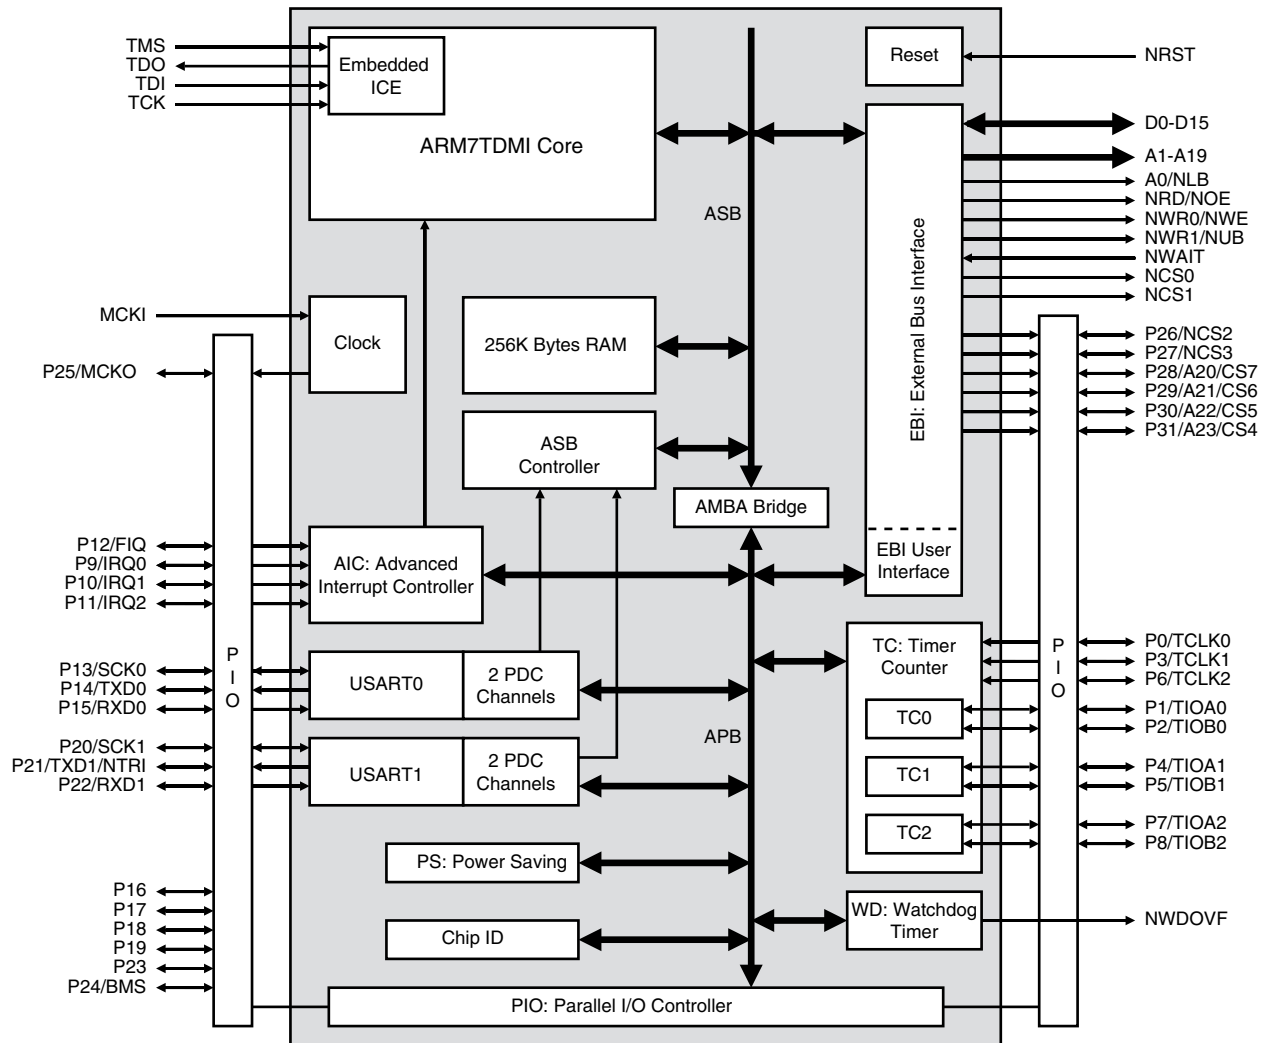 TMS
TDO
TDI
TCK
Embedded
ICE
ARM7TDMI Core
Reset
NRST
D0-D15
A1-A19
A0/NLB
NRD/NOE
NWR0/NWE
NWR1/NUB
NWAIT
NCS0
NCS1
ASB
EBI: External Bus Interface
MCKI
Clock
256K Bytes RAM
P25/MCKO
P26/NCS2
P27/NCS3
P28/A20/CS7
P29/A21/CS6
P30/A22/CS5
P31/A23/CS4
ASB
Controller
AMBA Bridge
EBI User
Interface
P12/FIQ
P9/IRQ0
P10/IRQ1
P11/IRQ2
AIC: Advanced
Interrupt Controller
P
I
O
P13/SCK0
P14/TXD0
P15/RXD0
USART0
2 PDC
Channels
P20/SCK1
P21/TXD1/NTRI
P22/RXD1
USART1
2 PDC
Channels
APB
TC: Timer
Counter
TC0
TC1
TC2
P
I
O
P0/TCLK0
P3/TCLK1
P6/TCLK2
P1/TIOA0
P2/TIOB0
P4/TIOA1
P5/TIOB1
P7/TIOA2
P8/TIOB2
PS: Power Saving
P16
P17
P18
P19
P23
P24/BMS
Chip ID
WD: Watchdog
Timer
NWDOVF
PIO: Parallel I/O Controller